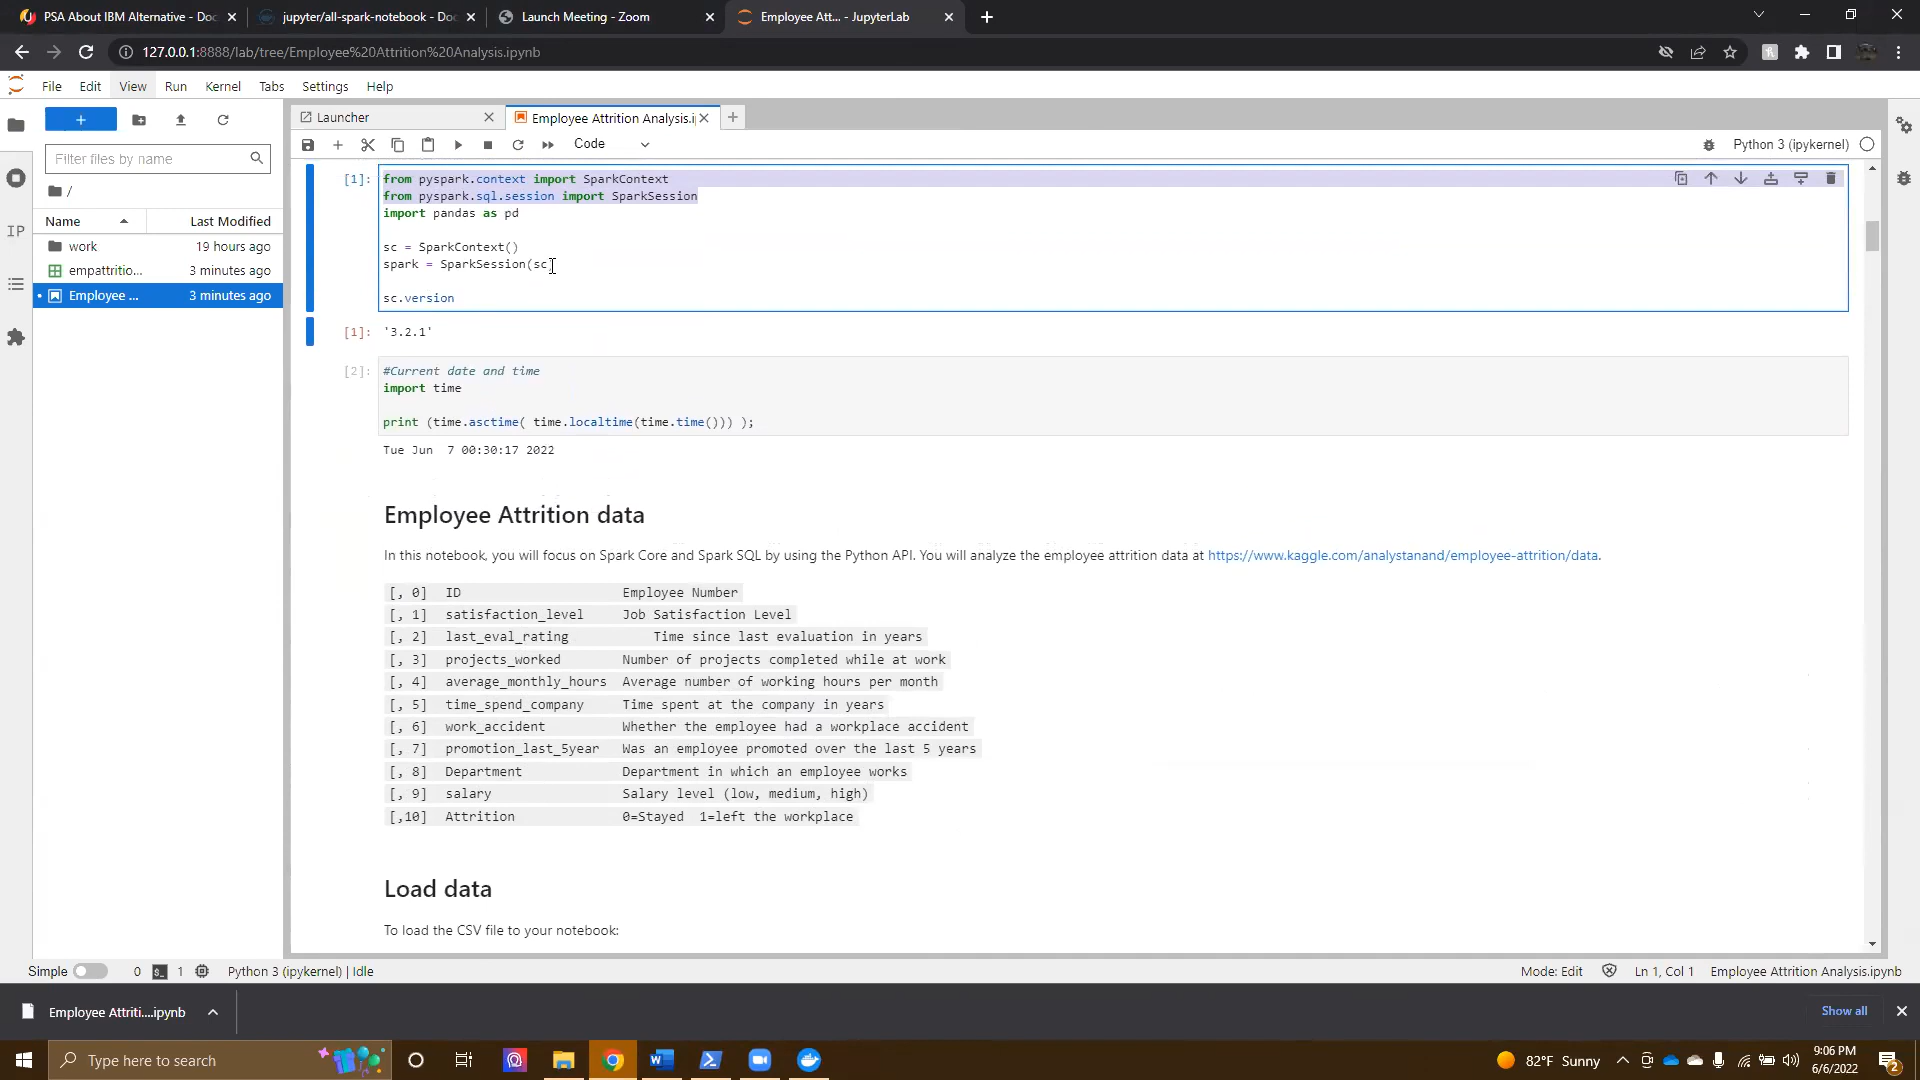 PSA About IBM Alternative - Doc
jupyter/all-spark-notebook - Doc
Launch Meeting - Zoom
Employee Att... - JupyterLab
127.0.0.1:8888/lab/tree/Employee%20Attrition%20Analysis.ipynb
File Edit View Run Kernel Tabs Settings Help
Launcher
Employee Attrition Analysis.i
Filter files by name
Code
Python 3 (ipykernel)
/
Name Last Modified
work 19 hours ago
empattritio... 3 minutes ago
Employee ... 3 minutes ago
IP
[1]: from pyspark.context import SparkContext
from pyspark.sql.session import SparkSession
import pandas as pd
sc = SparkContext()
spark = SparkSession(sc)
sc.version
[1]: '3.2.1'
[2]: #Current date and time
import time
print (time.asctime( time.localtime(time.time())) );
Tue Jun  7 00:30:17 2022
Employee Attrition data
In this notebook, you will focus on Spark Core and Spark SQL by using the Python API. You will analyze the employee attrition data at https://www.kaggle.com/analystanand/employee-attrition/data.
[, 0] ID Employee Number
[, 1] satisfaction_level Job Satisfaction Level
[, 2] last_eval_rating Time since last evaluation in years
[, 3] projects_worked Number of projects completed while at work
[, 4] average_monthly_hours Average number of working hours per month
[, 5] time_spend_company Time spent at the company in years
[, 6] work_accident Whether the employee had a workplace accident
[, 7] promotion_last_5year Was an employee promoted over the last 5 years
[, 8] Department Department in which an employee works
[, 9] salary Salary level (low, medium, high)
[,10] Attrition 0=Stayed 1=left the workplace
Load data
To load the CSV file to your notebook:
Simple 0 1 Python 3 (ipykernel) | Idle
Mode: Edit Ln 1, Col 1 Employee Attrition Analysis.ipynb
Employee Attriti....ipynb
Show all
Type here to search
82°F Sunny
9:06 PM
6/6/2022
2